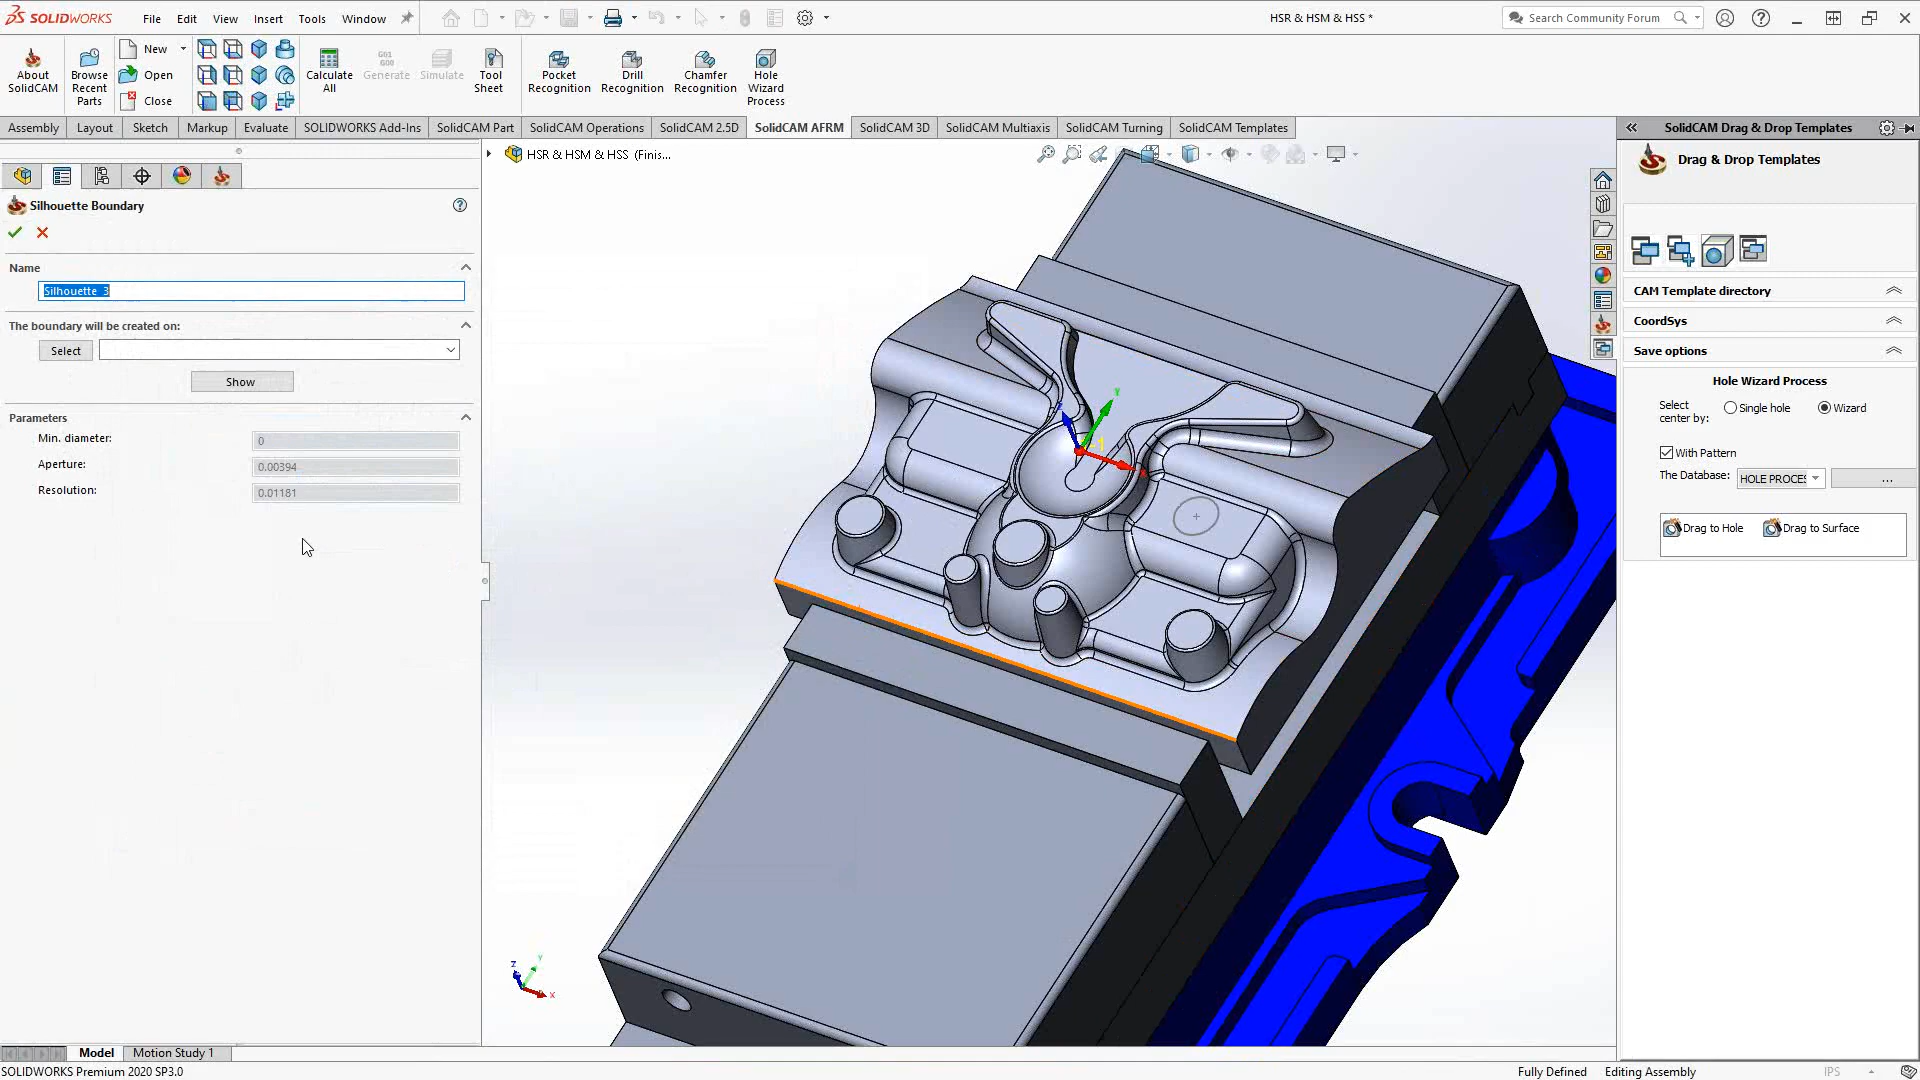 SOLIDWORKS File Edit View Insert Tools Window HSR & HSM & HSS * Search Community Forum
About SolidCAM
Browse Recent Parts
New
Open
Close
Calculate All
G01 G00 Generate
Simulate
Tool Sheet
Pocket Recognition
Drill Recognition
Chamfer Recognition
Hole Wizard Process
Assembly Layout Sketch Markup Evaluate SOLIDWORKS Add-Ins SolidCAM Part SolidCAM Operations SolidCAM 2.5D SolidCAM AFRM SolidCAM 3D SolidCAM Multiaxis SolidCAM Turning SolidCAM Templates
SolidCAM Drag & Drop Templates
HSR & HSM & HSS (Finis...
Drag & Drop Templates
Silhouette Boundary
Name
Silhouette_3
The boundary will be created on:
Select
Show
Parameters
Min. diameter: 0
Aperture: 0.00394
Resolution: 0.01181
CAM Template directory
CoordSys
Save options
Hole Wizard Process
Select center by: Single hole Wizard
With Pattern
The Database: HOLE PROCES ...
Drag to Hole Drag to Surface
Z Y X
Model Motion Study 1
SOLIDWORKS Premium 2020 SP3.0 Fully Defined Editing Assembly IPS